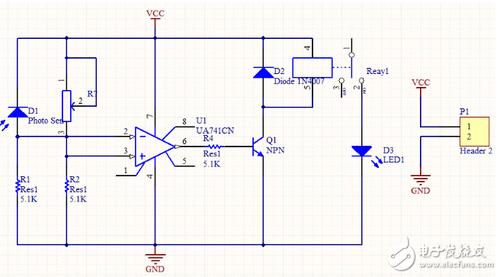 VCC
D1
Photo Sen
R?
3
R1
Res1
5.1K
R2
Res1
5.1K
7
8
2
3
1
4
5
6
U1
UA741CN
R4
Res1
5.1K
Q1
NPN
D2
Diode 1N4007
4
5
1
3
2
Reay1
D3
LED1
GND
VCC
P1
1
2
Header 2
GND
电子发烧友
www.elecfans.com